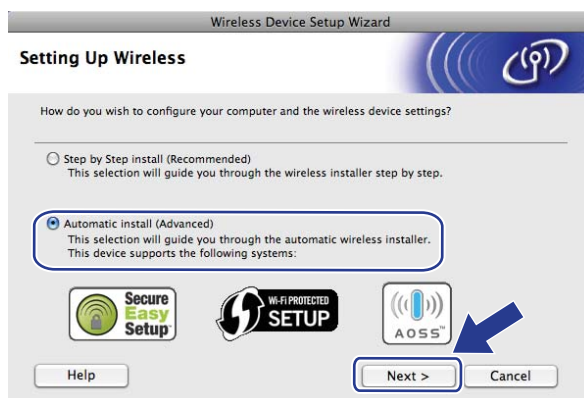 Wireless Device Setup Wizard
Setting Up Wireless
How do you wish to configure your computer and the wireless device settings?
Step by Step install (Recommended)
This selection will guide you through the wireless installer step by step.
Automatic install (Advanced)
This selection will guide you through the automatic wireless installer.
This device supports the following systems:
Secure
Easy
Setup™
WI-FI PROTECTED
SETUP
AOSS™
Help
Next >
Cancel